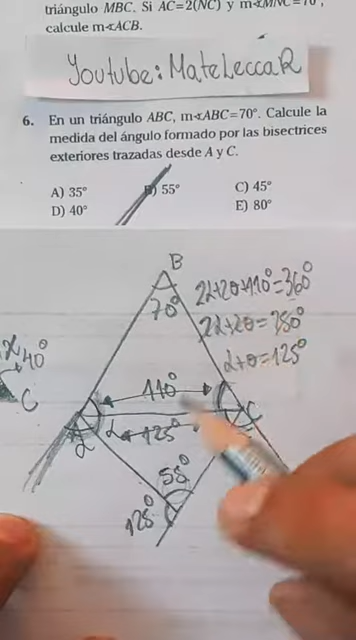 triángulo MBC. Si AC=2(NC) y m∢MNC=70°,
calcule m∢ACB.
Youtube: MateLeccaR
6. En un triángulo ABC, m∢ABC=70°. Calcule la
medida del ángulo formado por las bisectrices
exteriores trazadas desde A y C.
A) 35°
B) 55°
C) 45°
D) 40°
E) 80°
B
70°
2α+2θ+110°=360°
2α+2θ=250°
α+θ=125°
x
40°
C
110°
C
α
α
125°
55°
125°